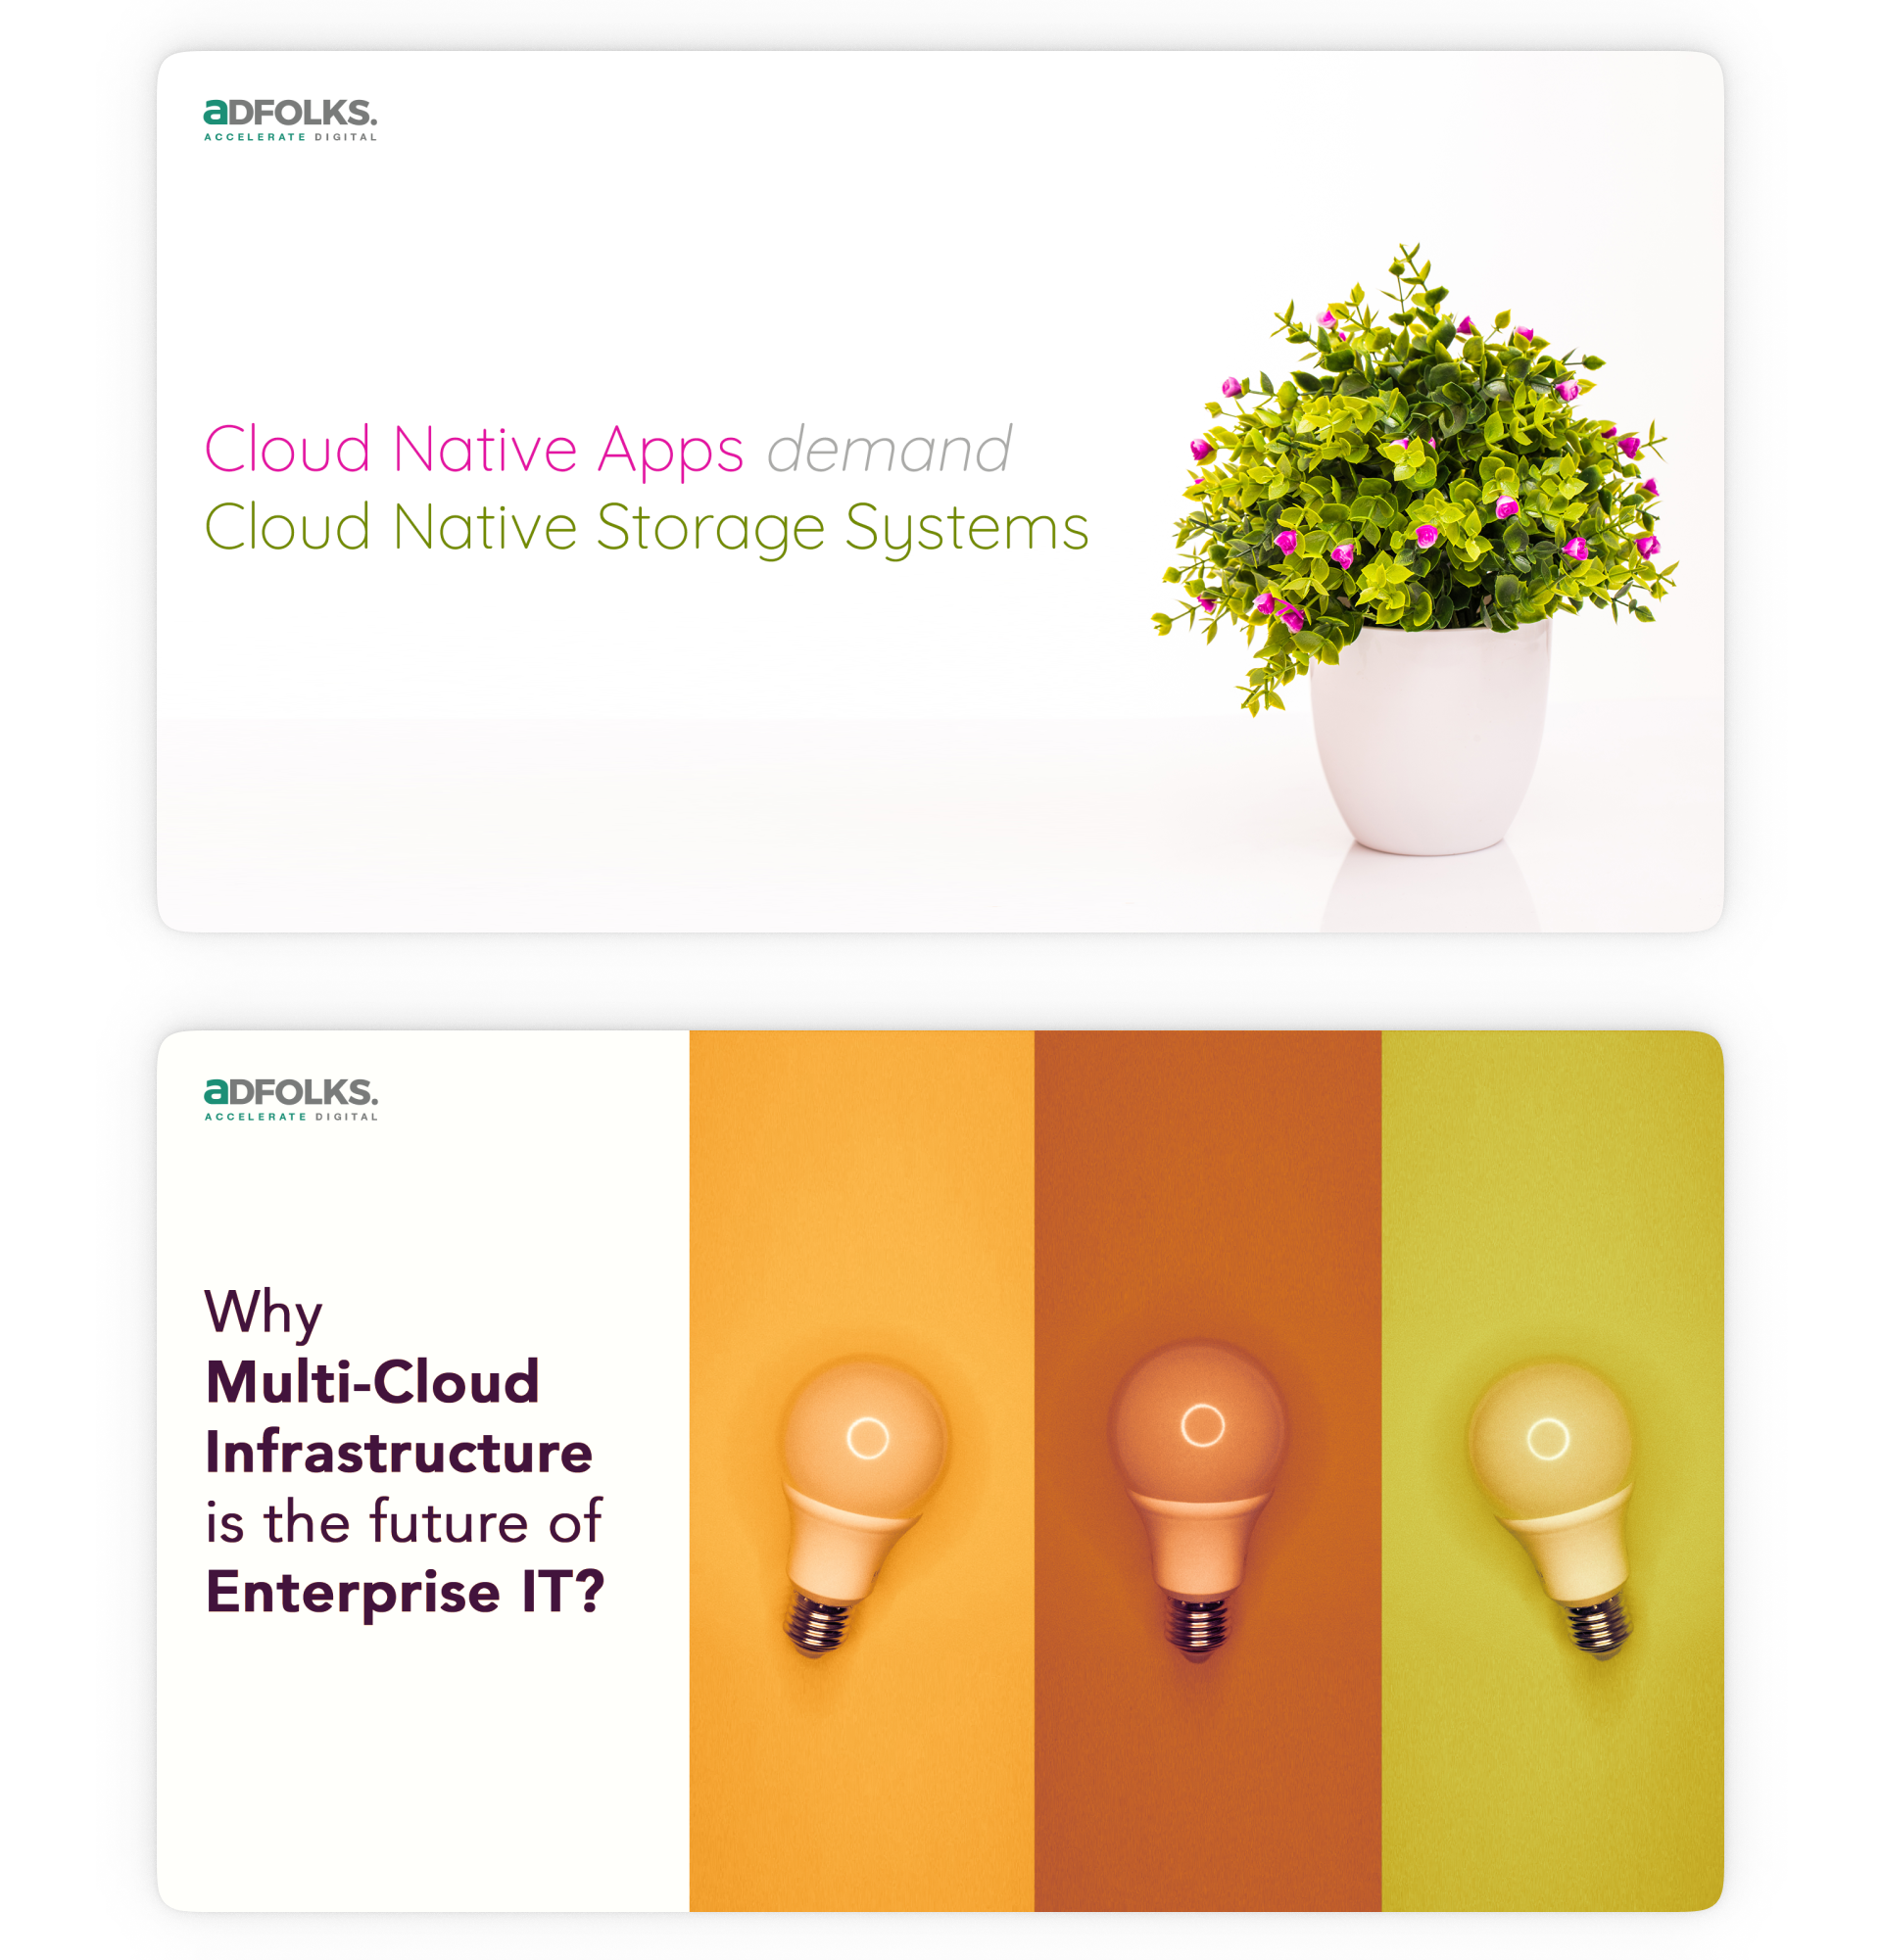 aDFOLKS.
ACCELERATE DIGITAL
Cloud Native Apps demand
Cloud Native Storage Systems
aDFOLKS.
ACCELERATE DIGITAL
Why
Multi-Cloud
Infrastructure
is the future of
Enterprise IT?